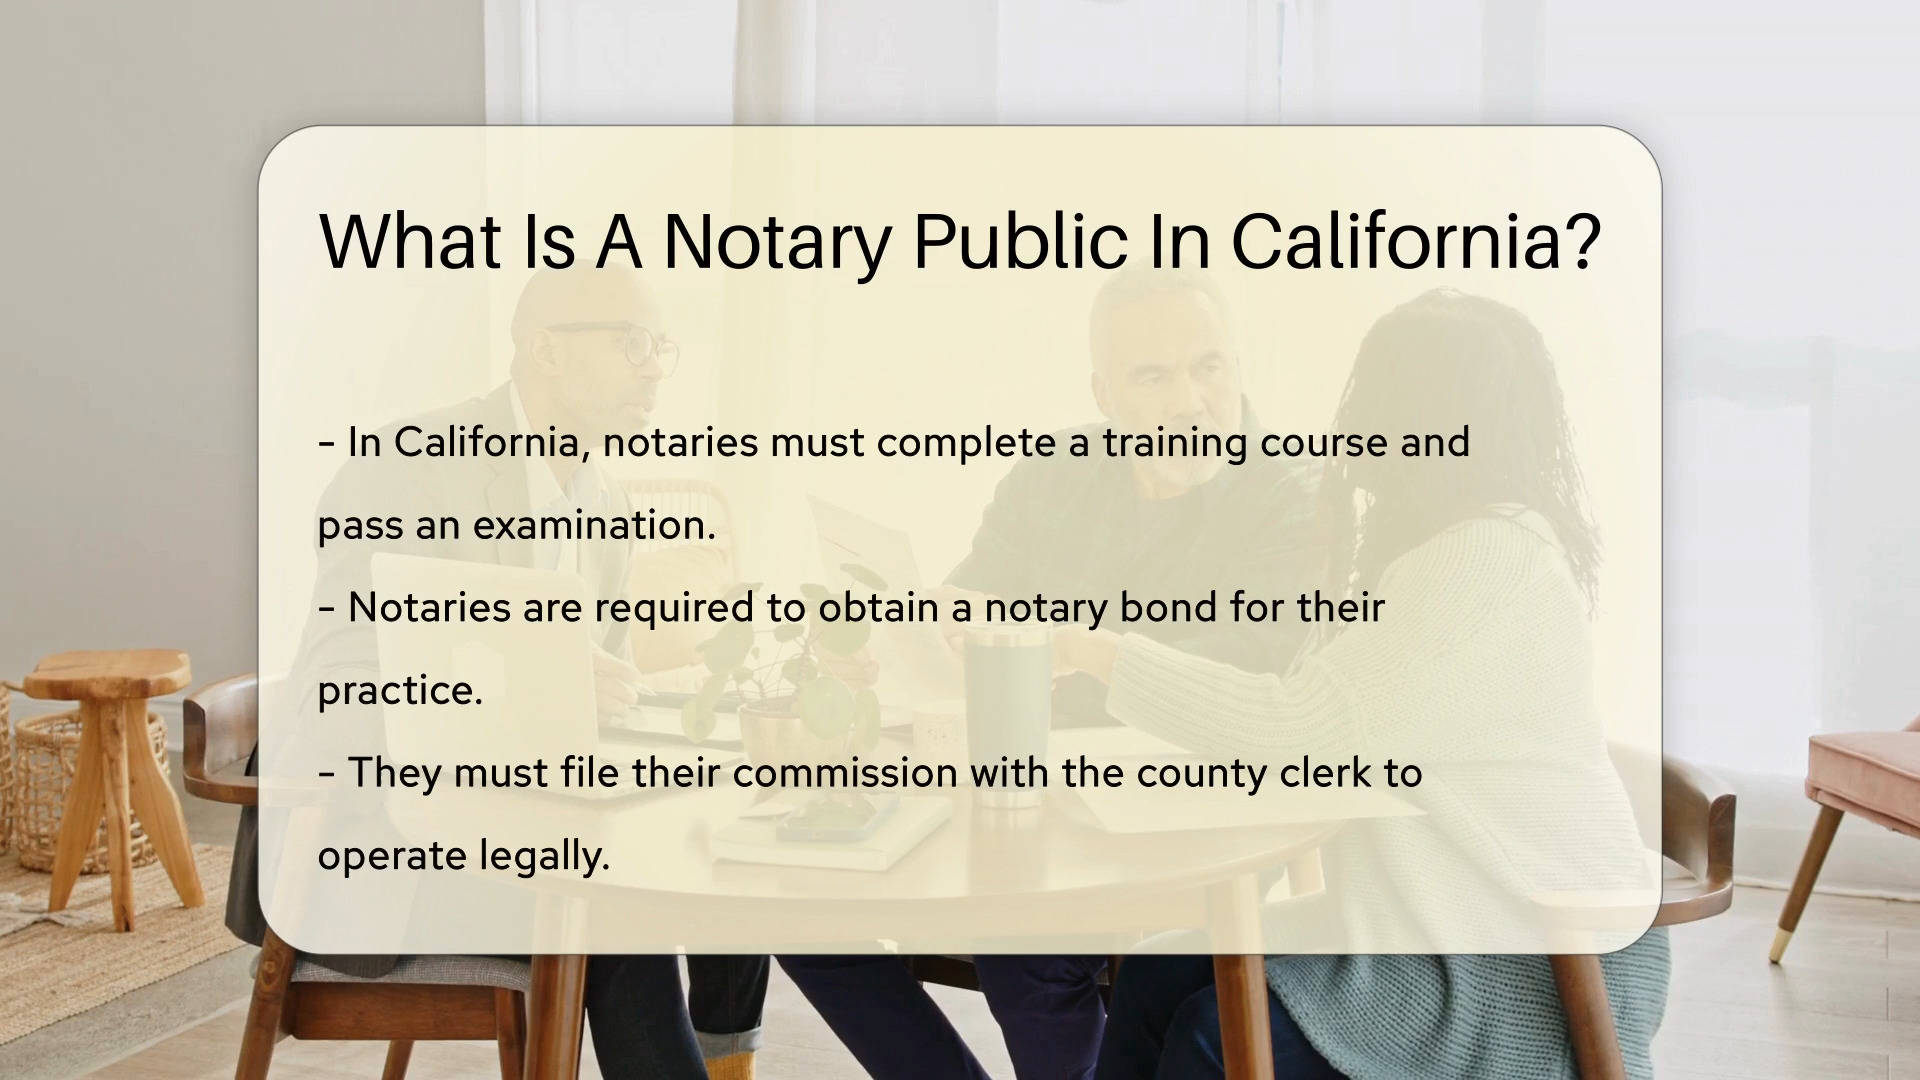 What Is A Notary Public In California?
- In California, notaries must complete a training course and
pass an examination.
- Notaries are required to obtain a notary bond for their
practice.
- They must file their commission with the county clerk to
operate legally.